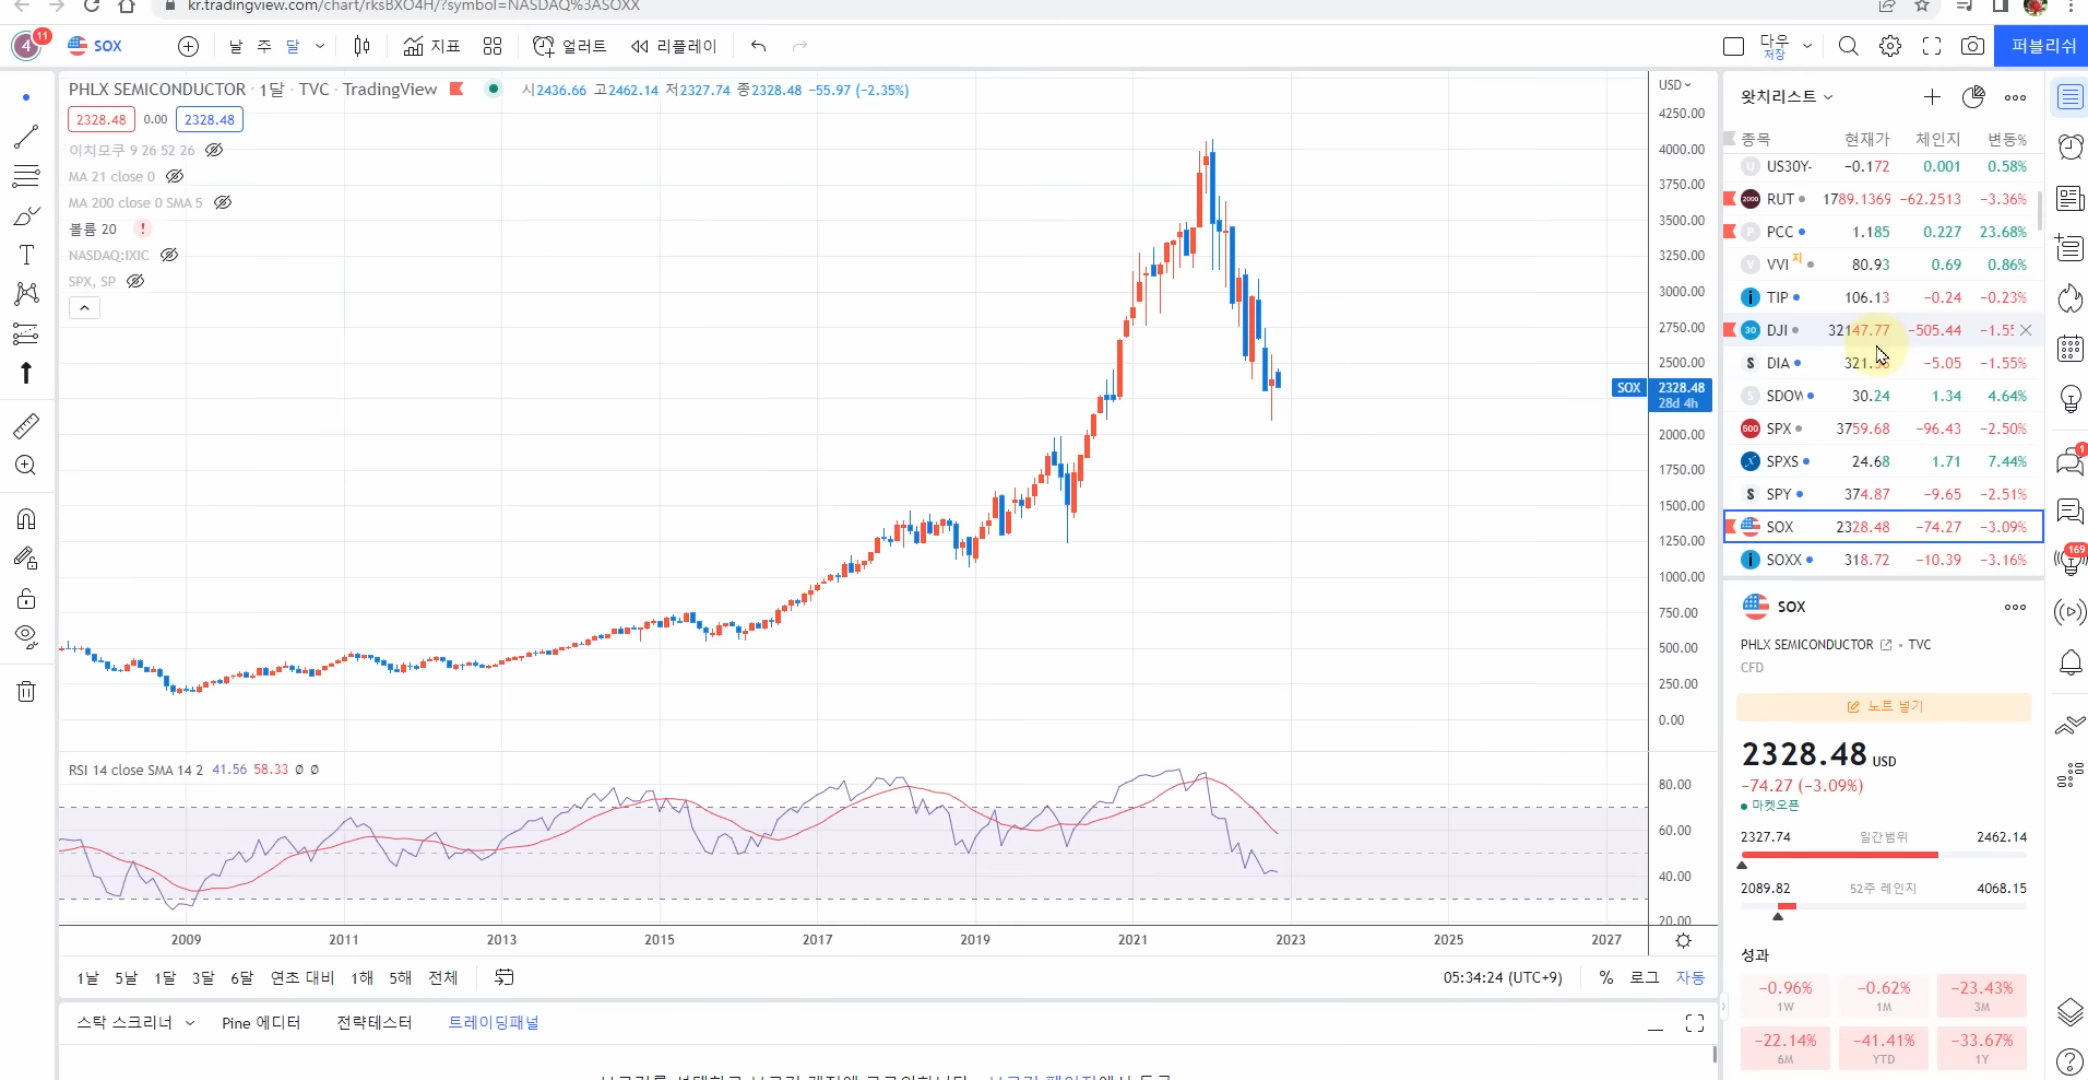 kr.tradingview.com/chart/rksBXO4H/?symbol=NASDAQ%3ASOXX
4 11 SOX 날 주 달 지표 얼러트 리플레이 다우 저장 퍼블리쉬
PHLX SEMICONDUCTOR · 1달 · TVC · TradingView 시2436.66 고2462.14 저2327.74 종2328.48 −55.97 (−2.35%)
2328.48 0.00 2328.48
이치모쿠 9 26 52 26
MA 21 close 0
MA 200 close 0 SMA 5
볼륨 20 !
NASDAQ:IXIC
SPX, SP
USD
4250.00
4000.00
3750.00
3500.00
3250.00
3000.00
2750.00
2500.00
SOX 2328.48
28d 4h
2000.00
1750.00
1500.00
1250.00
1000.00
750.00
500.00
250.00
0.00
RSI 14 close SMA 14 2 41.56 58.33 Ø Ø
80.00
60.00
40.00
20.00
2009 2011 2013 2015 2017 2019 2021 2023 2025 2027
1날 5날 1달 3달 6달 연초 대비 1해 5해 전체 05:34:24 (UTC+9) % 로그 자동
스탁 스크리너 Pine 에디터 전략테스터 트레이딩패널
왓치리스트
종목 현재가 체인지 변동%
US30Y- −0.172 0.001 0.58%
2000 RUT 1789.1369 −62.2513 −3.36%
P PCC 1.185 0.227 23.68%
V VVI 지 80.93 0.69 0.86%
i TIP 106.13 −0.24 −0.23%
30 DJI 32147.77 −505.44 −1.5
S DIA −5.05 −1.55%
S SDOW 30.24 1.34 4.64%
500 SPX 3759.68 −96.43 −2.50%
SPXS 24.68 1.71 7.44%
S SPY 374.87 −9.65 −2.51%
SOX 2328.48 −74.27 −3.09%
i SOXX 318.72 −10.39 −3.16%
SOX
PHLX SEMICONDUCTOR • TVC
CFD
노트 넣기
2328.48 USD
−74.27 (−3.09%)
마켓오픈
2327.74 일간범위 2462.14
2089.82 52주 레인지 4068.15
성과
−0.96% −0.62% −23.43%
1W 1M 3M
−22.14% −41.41% −33.67%
6M YTD 1Y
1
169